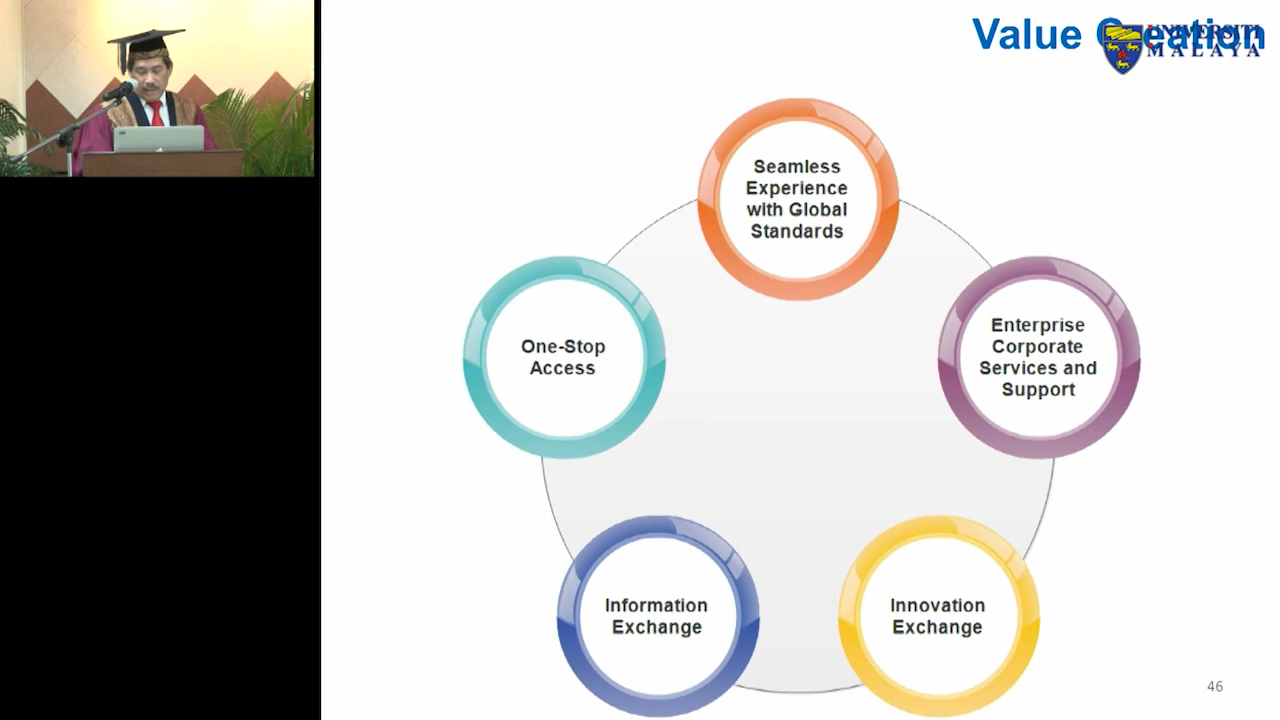 Value Creation
UNIVERSITI
MALAYA
Seamless
Experience
with Global
Standards
One-Stop
Access
Enterprise
Corporate
Services and
Support
Information
Exchange
Innovation
Exchange
46